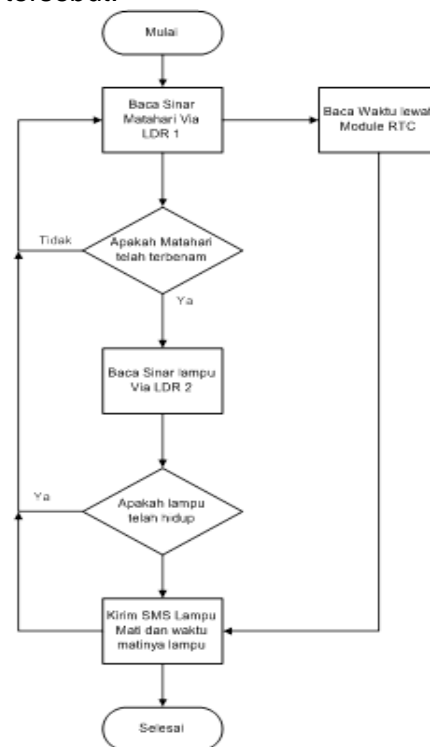 tersebut.
Mulai
Baca Sinar
Matahari Via
LDR 1
Baca Waktu lewat
Module RTC
Tidak
Apakah Matahari
telah terbenam
Ya
Baca Sinar lampu
Via LDR 2
Ya
Apakah lampu
telah hidup
Kirim SMS Lampu
Mati dan waktu
matinya lampu
Selesai